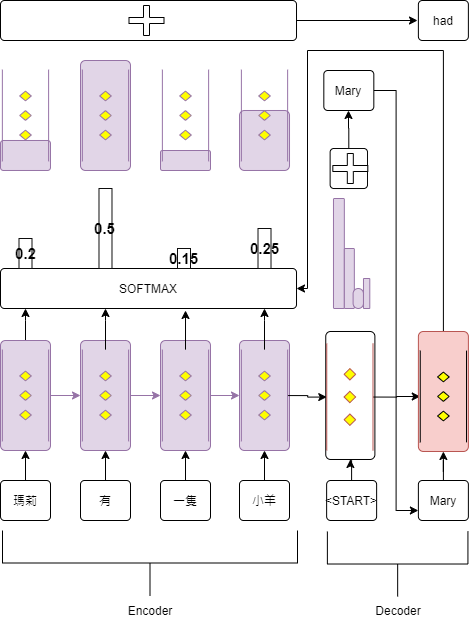 had
Mary
0.2
0.5
0.15
0.25
SOFTMAX
瑪莉
有
一隻
小羊
<START>
Mary
Encoder
Decoder